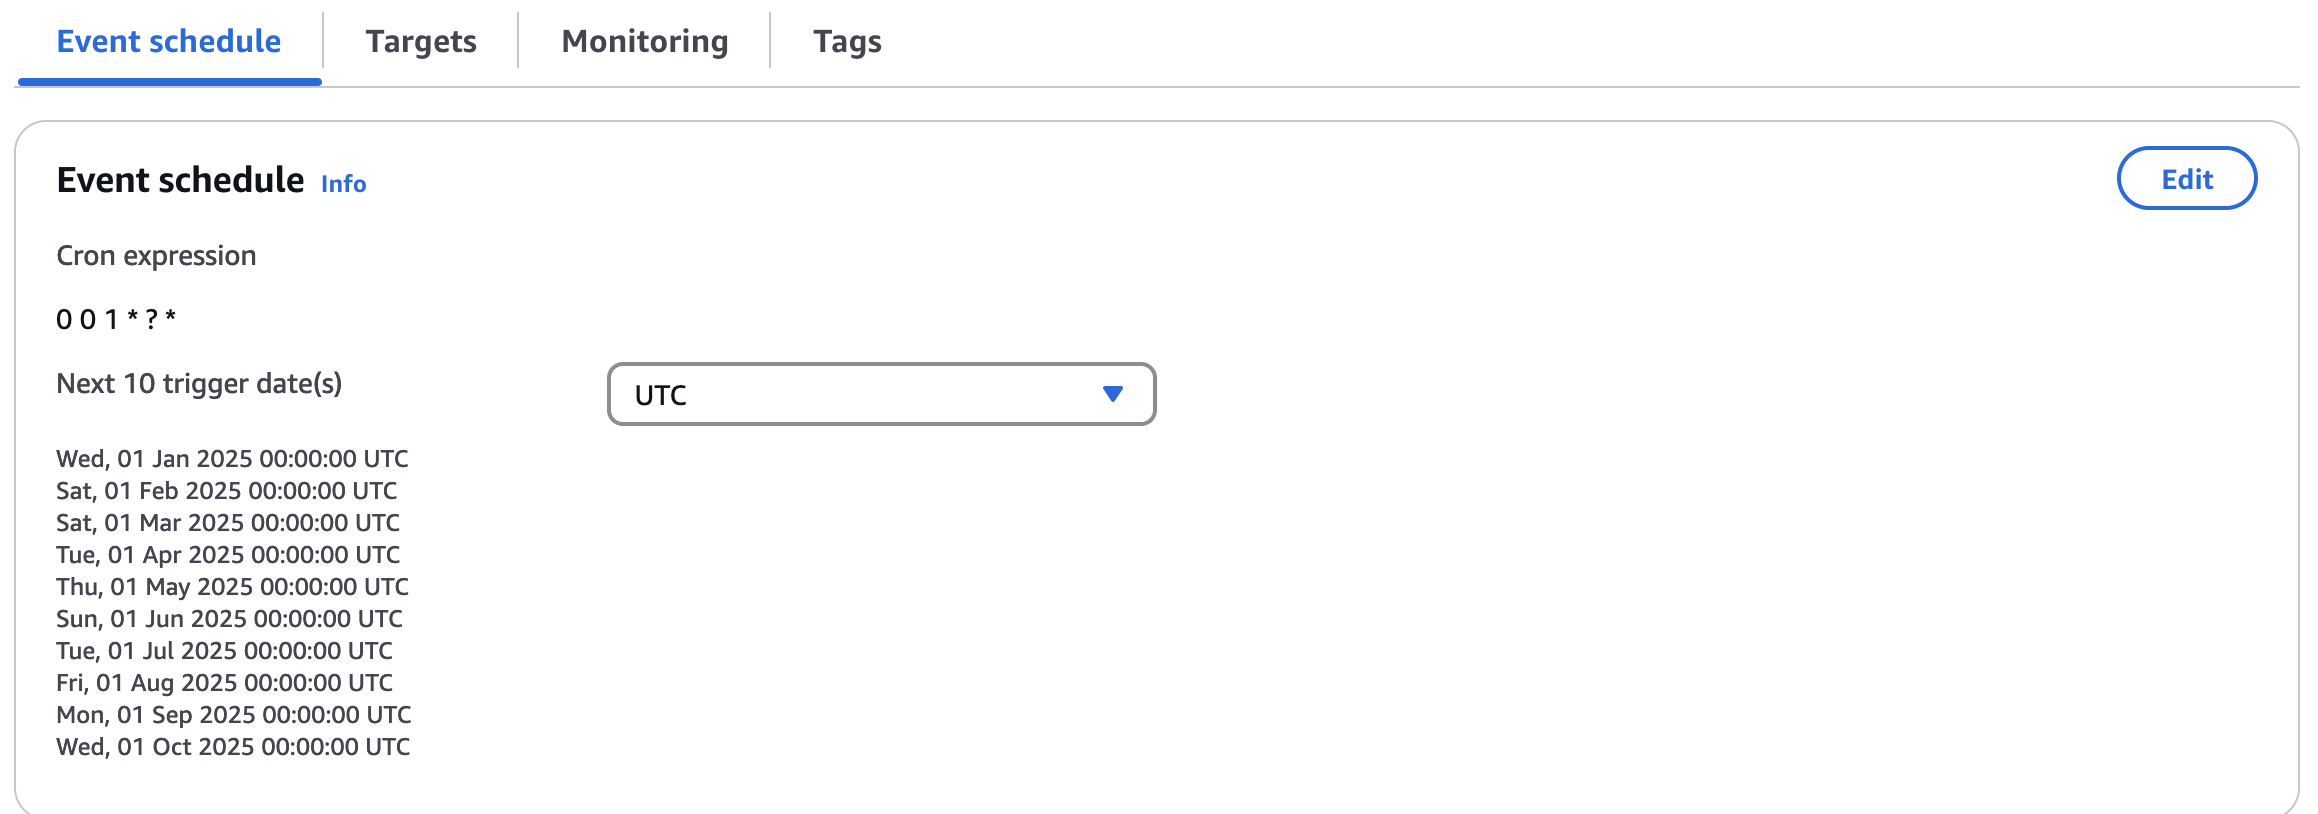 Event schedule Targets Monitoring Tags
Event schedule Info
Edit
Cron expression
0 0 1 * ? *
Next 10 trigger date(s)
UTC
Wed, 01 Jan 2025 00:00:00 UTC
Sat, 01 Feb 2025 00:00:00 UTC
Sat, 01 Mar 2025 00:00:00 UTC
Tue, 01 Apr 2025 00:00:00 UTC
Thu, 01 May 2025 00:00:00 UTC
Sun, 01 Jun 2025 00:00:00 UTC
Tue, 01 Jul 2025 00:00:00 UTC
Fri, 01 Aug 2025 00:00:00 UTC
Mon, 01 Sep 2025 00:00:00 UTC
Wed, 01 Oct 2025 00:00:00 UTC